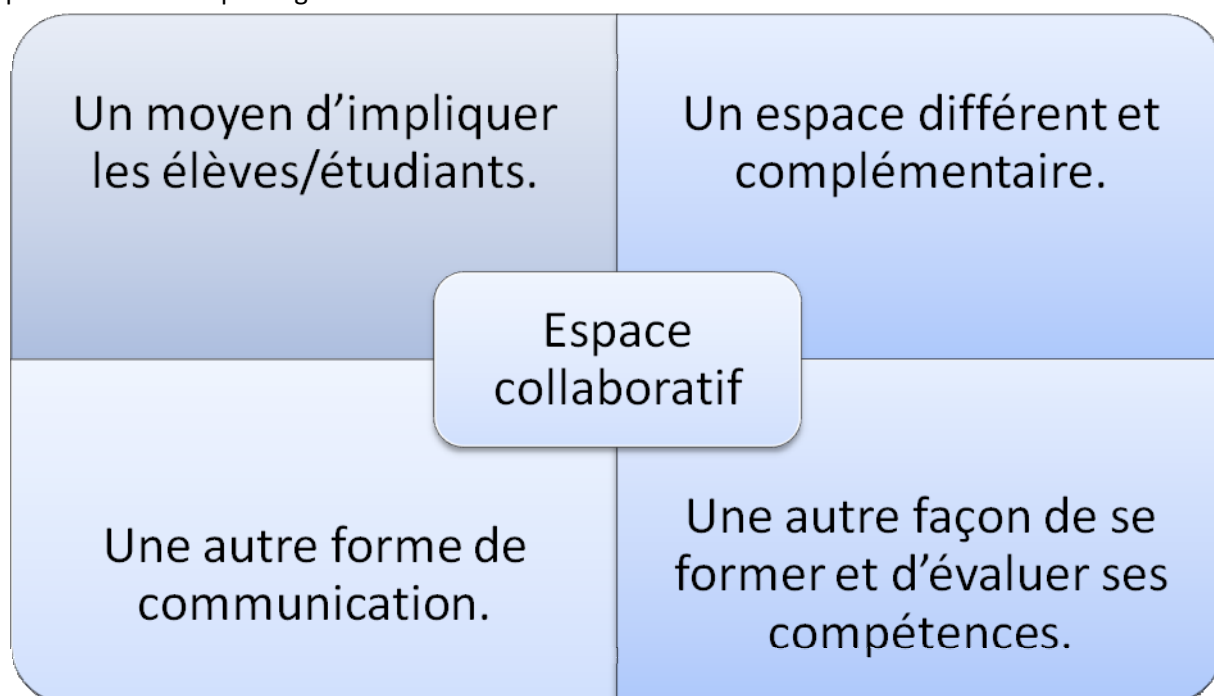 Un moyen d’impliquer
les élèves/étudiants.
Un espace différent et
complémentaire.
Espace
collaboratif
Une autre forme de
communication.
Une autre façon de se
former et d’évaluer ses
compétences.